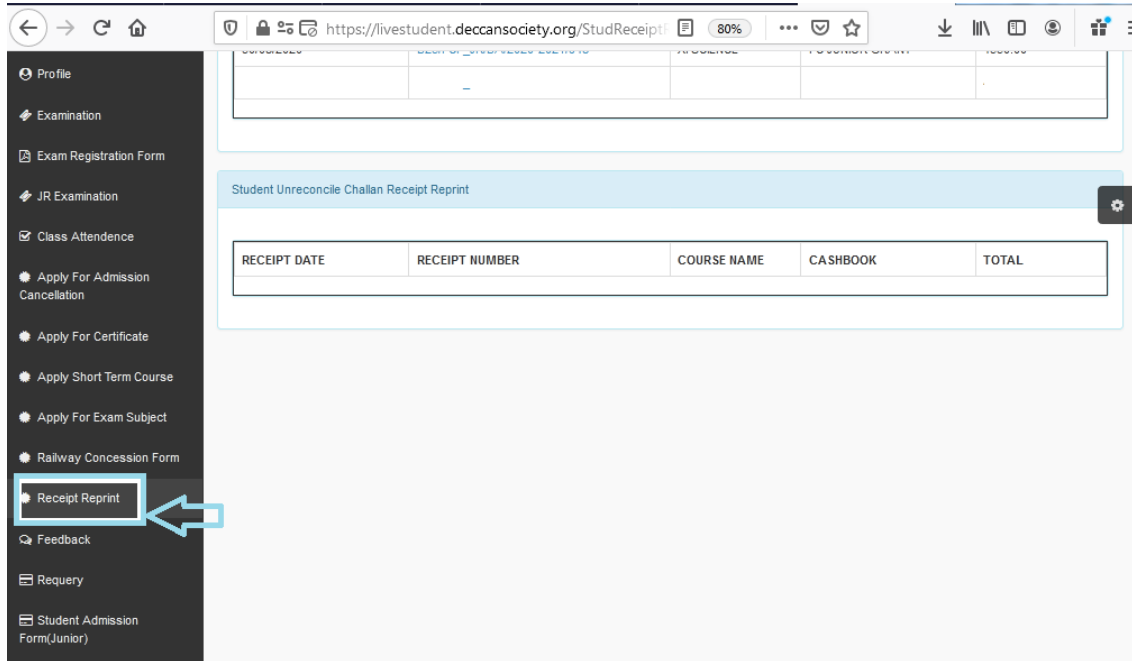 https://livestudent.deccansociety.org/StudReceiptR
80%
Profile
Examination
Exam Registration Form
JR Examination
Class Attendence
Apply For Admission
Cancellation
Apply For Certificate
Apply Short Term Course
Apply For Exam Subject
Railway Concession Form
Receipt Reprint
Feedback
Requery
Student Admission
Form(Junior)
Student Unreconcile Challan Receipt Reprint
RECEIPT DATE RECEIPT NUMBER COURSE NAME CASHBOOK TOTAL